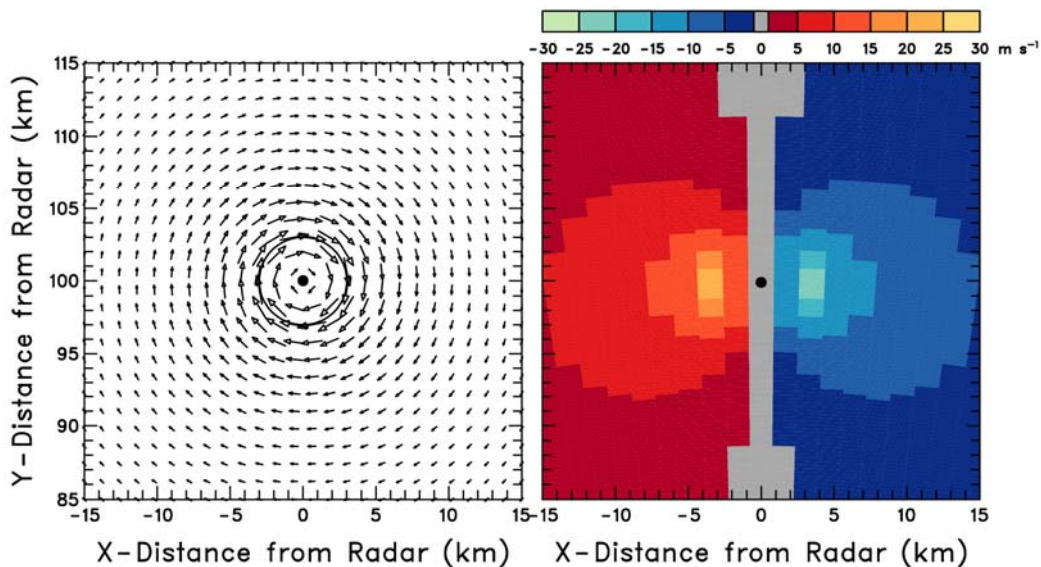 -30 -25 -20 -15 -10 -5 0 5 10 15 20 25 30 m s⁻¹
115
110
105
100
95
90
85
-15 -10 -5 0 5 10 15
-15 -10 -5 0 5 10 15
Y-Distance from Radar (km)
X-Distance from Radar (km)
X-Distance from Radar (km)